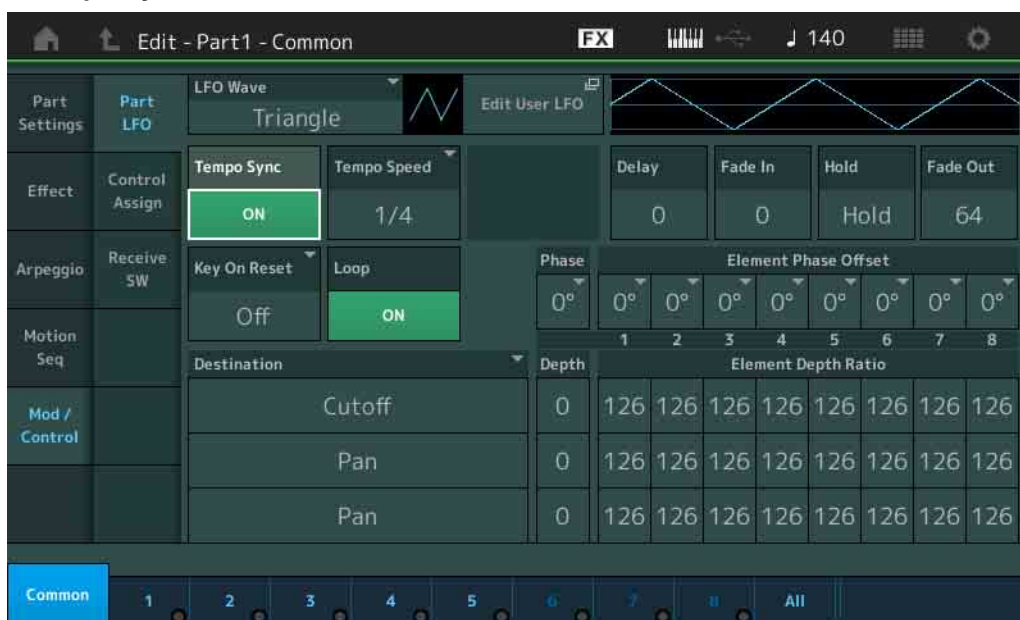 Edit - Part1 - Common
FX
140
Part Settings
Part LFO
LFO Wave
Triangle
Edit User LFO
Effect
Control Assign
Tempo Sync
ON
Tempo Speed
1/4
Delay
0
Fade In
0
Hold
Hold
Fade Out
64
Arpeggio
Receive SW
Key On Reset
Off
Loop
ON
Phase
0°
Element Phase Offset
0° 0° 0° 0° 0° 0° 0° 0°
1 2 3 4 5 6 7 8
Motion Seq
Destination
Depth
Element Depth Ratio
Mod / Control
Cutoff 0 126 126 126 126 126 126 126 126
Pan 0 126 126 126 126 126 126 126 126
Pan 0 126 126 126 126 126 126 126 126
Common 1 2 3 4 5 6 7 8 All